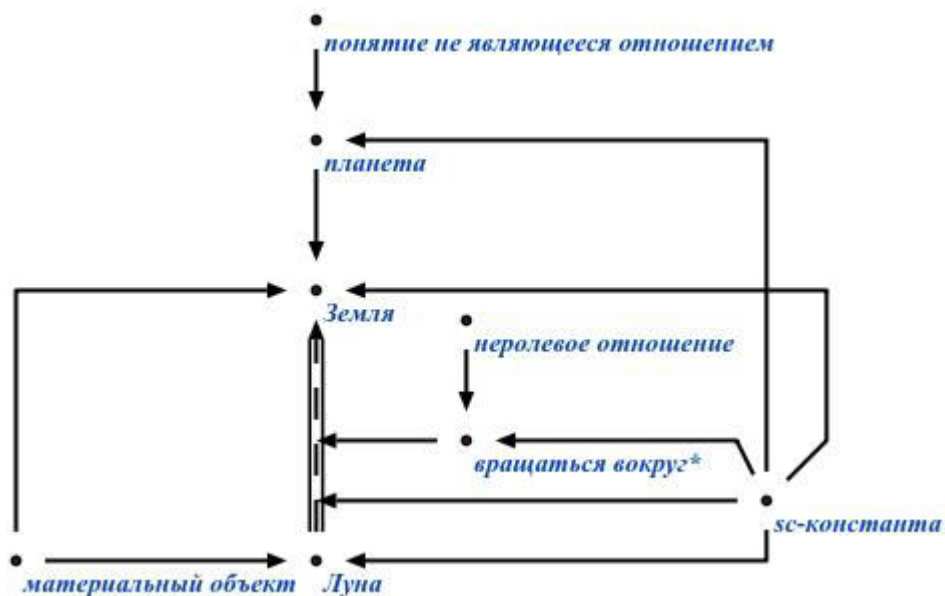 понятие не являющееся отношением
планета
Земля
неролевое отношение
вращаться вокруг*
sc-константа
материальный объект
Луна